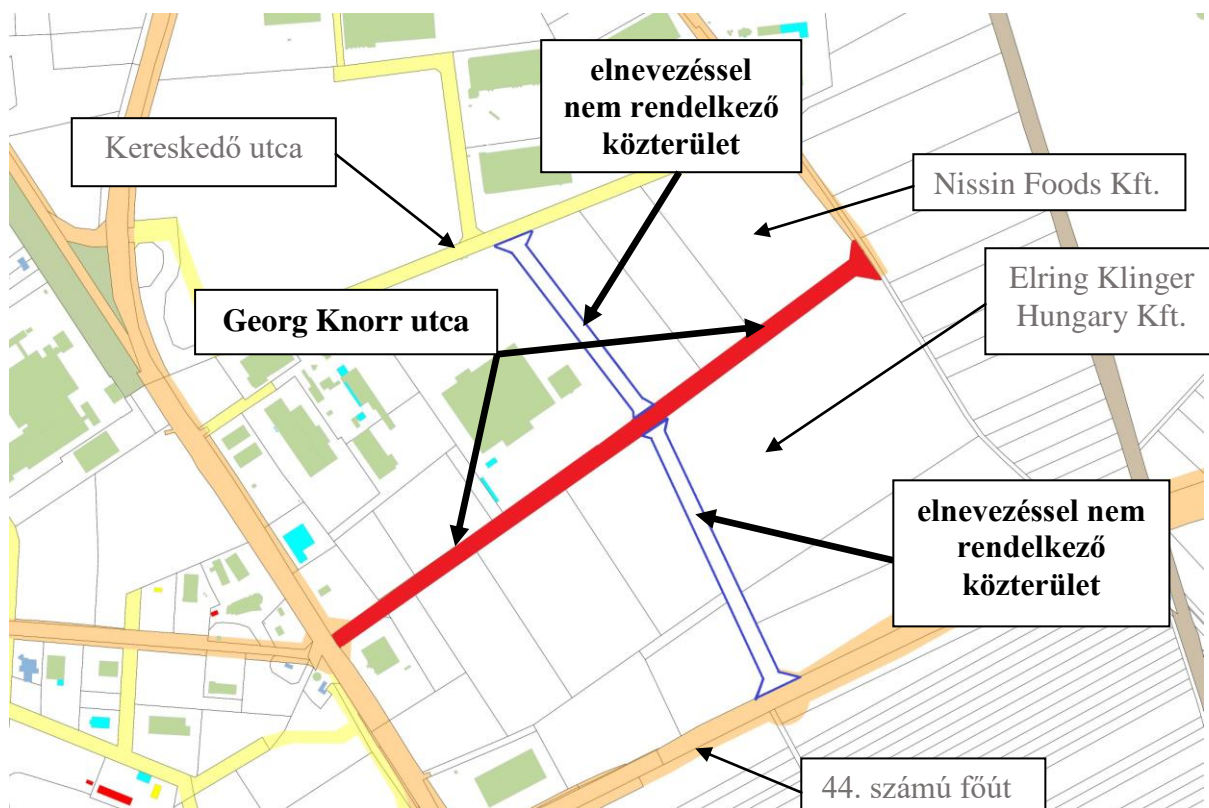 elnevezéssel
nem rendelkező
közterület
Kereskedő utca
Nissin Foods Kft.
Elring Klinger
Hungary Kft.
Georg Knorr utca
elnevezéssel nem
rendelkező
közterület
44. számú főút